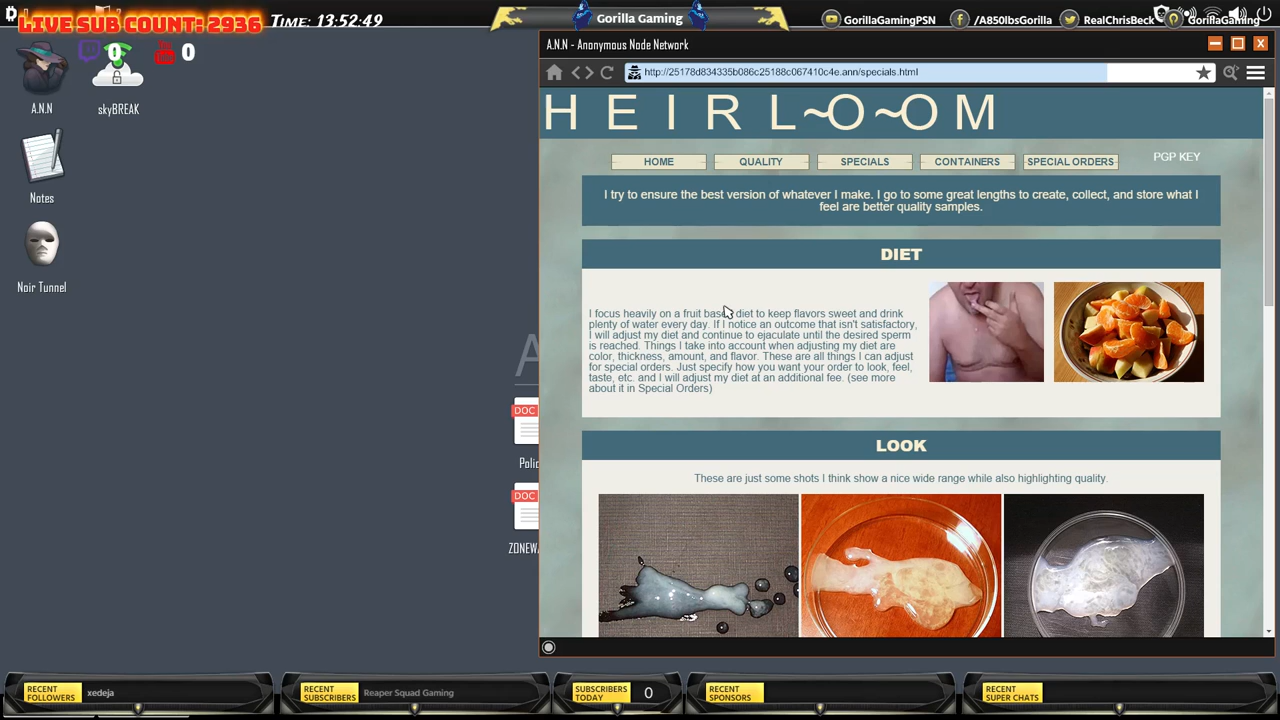 LIVE SUB COUNT: 2936
TIME: 13:52:49
Gorilla Gaming
GorillaGamingPSN
/A850lbsGorilla
RealChrisBeck
GorillaGaming
0
0
A.N.N
skyBREAK
Notes
Noir Tunnel
A
DOC
Polic
DOC
ZONEWA
A.N.N - Anonymous Node Network
http://25178d834335b086c25188c067410c4e.ann/specials.html
H E I R L~O~O M
HOME
QUALITY
SPECIALS
CONTAINERS
SPECIAL ORDERS
PGP KEY
I try to ensure the best version of whatever I make. I go to some great lengths to create, collect, and store what I
feel are better quality samples.
DIET
I focus heavily on a fruit based diet to keep flavors sweet and drink
plenty of water every day. If I notice an outcome that isn't satisfactory,
I will adjust my diet and continue to ejaculate until the desired sperm
is reached. Things I take into account when adjusting my diet are
color, thickness, amount, and flavor. These are all things I can adjust
for special orders. Just specify how you want your order to look, feel,
taste, etc. and I will adjust my diet at an additional fee. (see more
about it in Special Orders)
LOOK
These are just some shots I think show a nice wide range while also highlighting quality.
RECENT
FOLLOWERS
xedeja
RECENT
SUBSCRIBERS
Reaper Squad Gaming
SUBSCRIBERS
TODAY
0
RECENT
SPONSORS
RECENT
SUPER CHATS